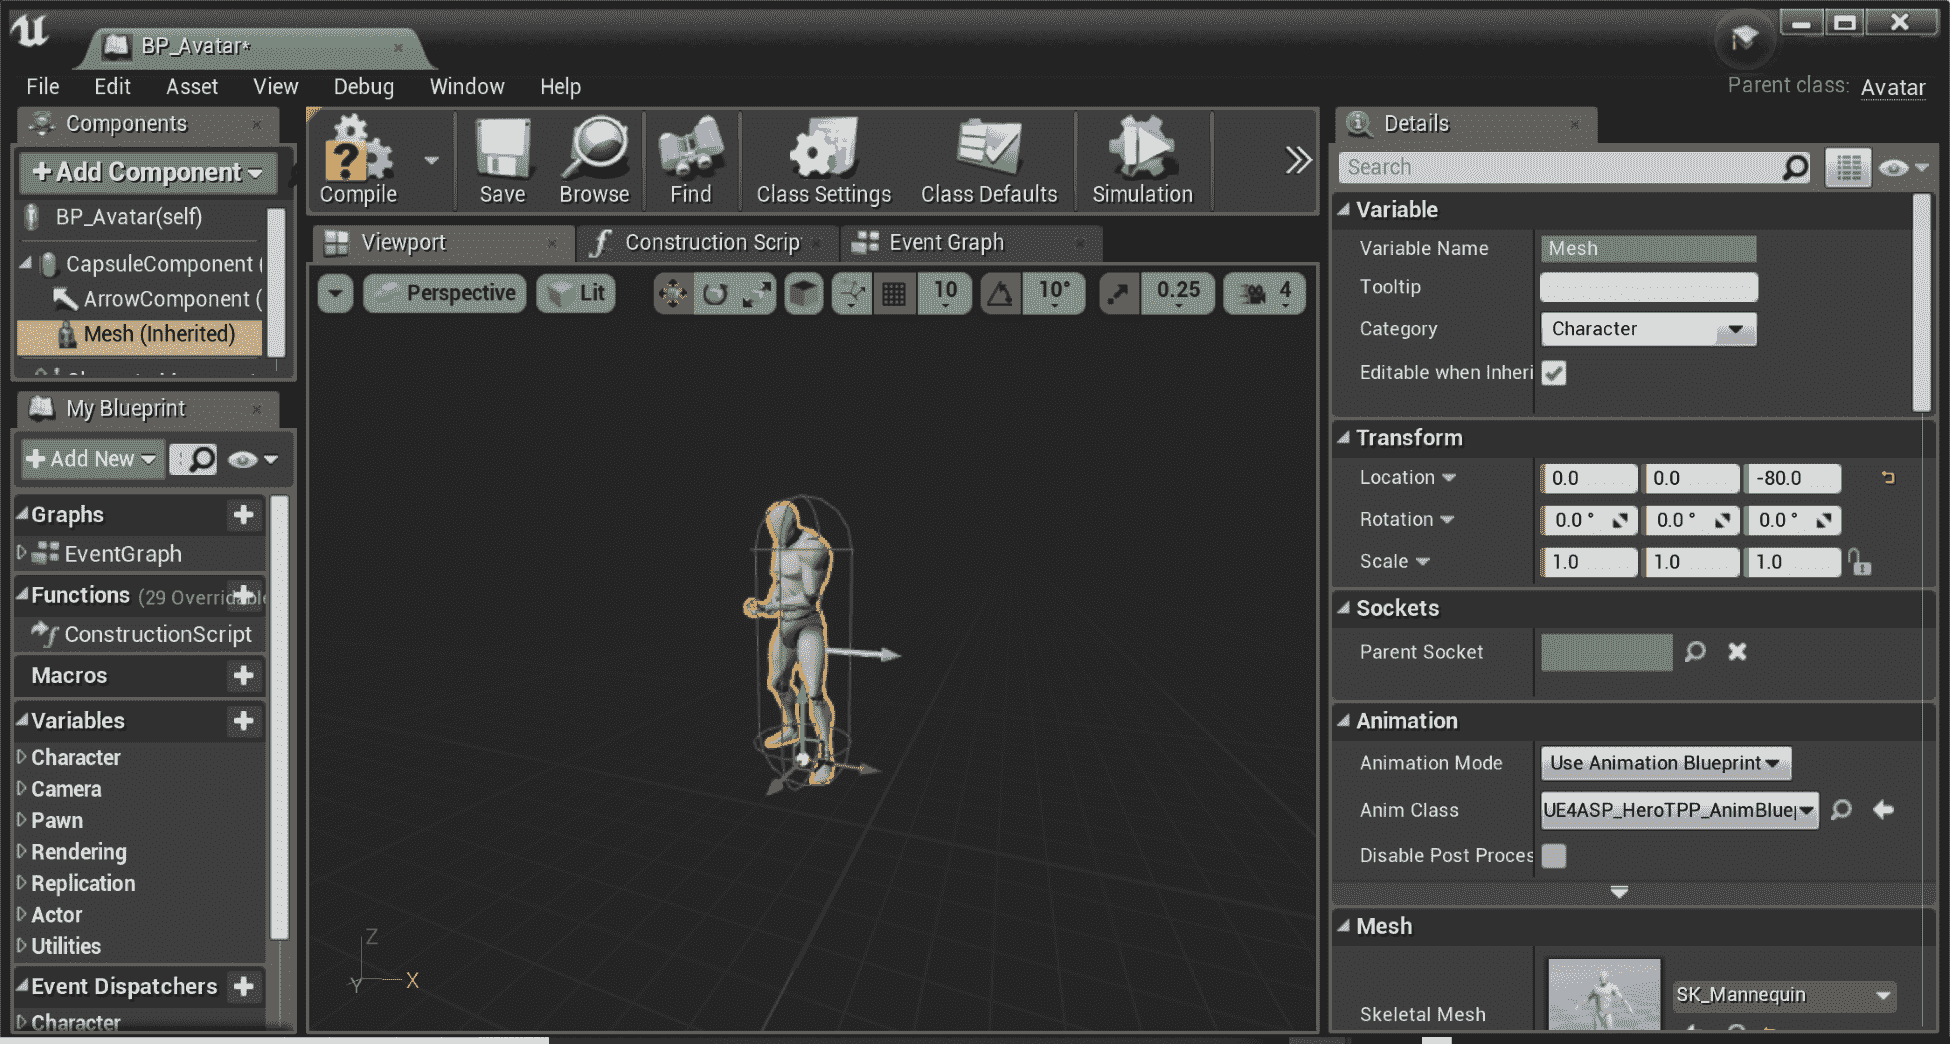 BP_Avatar*
File Edit Asset View Debug Window Help
Parent class: Avatar
Components
+Add Component
BP_Avatar(self)
CapsuleComponent (
ArrowComponent (
Mesh (Inherited)
My Blueprint
+Add New
Graphs
EventGraph
Functions (29 Overridable
ConstructionScript
Macros
Variables
Character
Camera
Pawn
Rendering
Replication
Actor
Utilities
Event Dispatchers
Character
Compile
Save
Browse
Find
Class Settings
Class Defaults
Simulation
Viewport
Construction Scrip
Event Graph
Perspective
Lit
10
10°
0.25
4
Z
Y
X
Details
Search
Variable
Variable Name Mesh
Tooltip
Category Character
Editable when Inheri
Transform
Location 0.0 0.0 -80.0
Rotation 0.0 ° 0.0 ° 0.0 °
Scale 1.0 1.0 1.0
Sockets
Parent Socket
Animation
Animation Mode Use Animation Blueprint
Anim Class UE4ASP_HeroTPP_AnimBluep
Disable Post Proces
Mesh
Skeletal Mesh SK_Mannequin